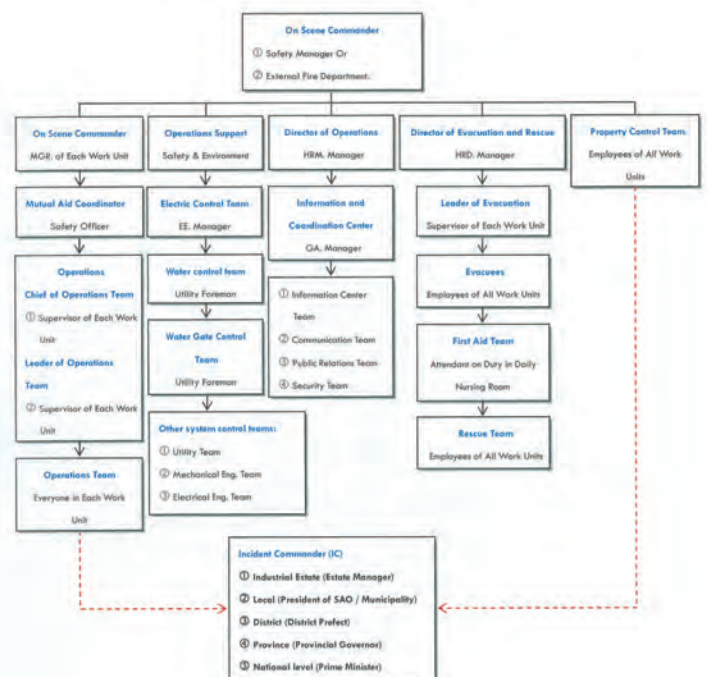 On Scene Commander
① Safety Manager Or
② External Fire Department.
On Scene Commander
MGR. of Each Work Unit
Operations Support
Safety & Environment
Director of Operations
HRM. Manager
Director of Evacuation and Rescue
HRD. Manager
Property Control Team
Employees of All Work
Units
Mutual Aid Coordinator
Safety Officer
Electric Control Team
EE. Manager
Information and
Coordination Center
GA. Manager
Leader of Evacuation
Supervisor of Each Work Unit
Operations
Chief of Operations Team
① Supervisor of Each Work
Unit
Leader of Operations
Team
② Supervisor of Each Work
Unit
Water control team
Utility Foreman
① Information Center
Team
② Communication Team
③ Public Relations Team
④ Security Team
Evacuees
Employees of All Work Units
Water Gate Control
Team
Utility Foreman
First Aid Team
Attendant on Duty in Daily
Nursing Room
Other system control teams:
① Utility Team
② Mechanical Eng. Team
③ Electrical Eng. Team
Rescue Team
Employees of All Work Units
Operations Team
Everyone in Each Work
Unit
Incident Commander (IC)
① Industrial Estate (Estate Manager)
② Local (President of SAO / Municipality)
③ District (District Prefect)
④ Province (Provincial Governor)
⑤ National level (Prime Minister)